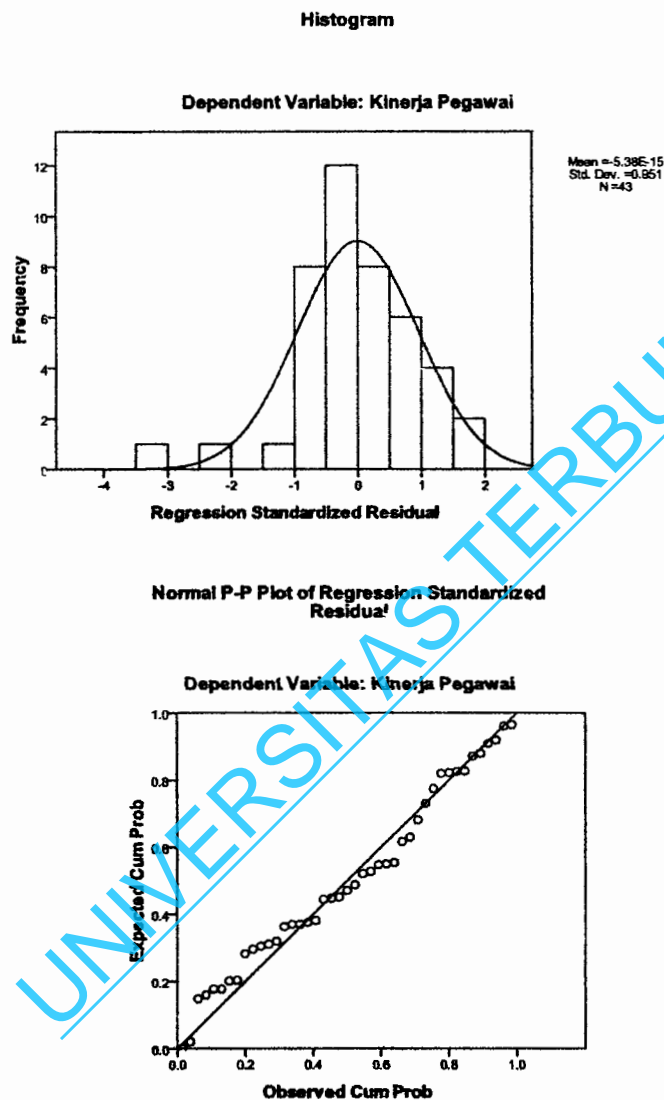 Histogram
Dependent Variable: Kinerja Pegawai
Mean =-5.38E-15
Std. Dev. =0.951
N =43
12
10
8
6
4
2
Frequency
-4 -3 -2 -1 0 1 2
Regression Standardized Residual
Normal P-P Plot of Regression Standardized
Residual
Dependent Variable: Kinerja Pegawai
1.0
0.8
0.6
0.4
0.2
0.0
Expected Cum Prob
0.0 0.2 0.4 0.6 0.8 1.0
Observed Cum Prob
UNIVERSITAS TERBU